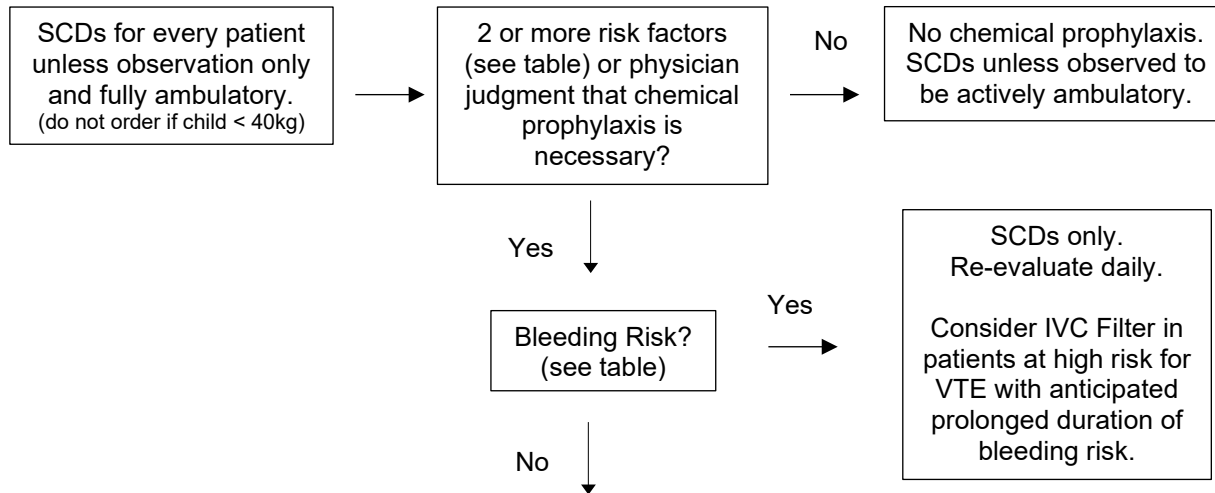 SCDs for every patient
unless observation only
and fully ambulatory.
(do not order if child < 40kg)
2 or more risk factors
(see table) or physician
judgment that chemical
prophylaxis is
necessary?
No
No chemical prophylaxis.
SCDs unless observed to
be actively ambulatory.
Yes
Bleeding Risk?
(see table)
Yes
SCDs only.
Re-evaluate daily.
Consider IVC Filter in
patients at high risk for
VTE with anticipated
prolonged duration of
bleeding risk.
No